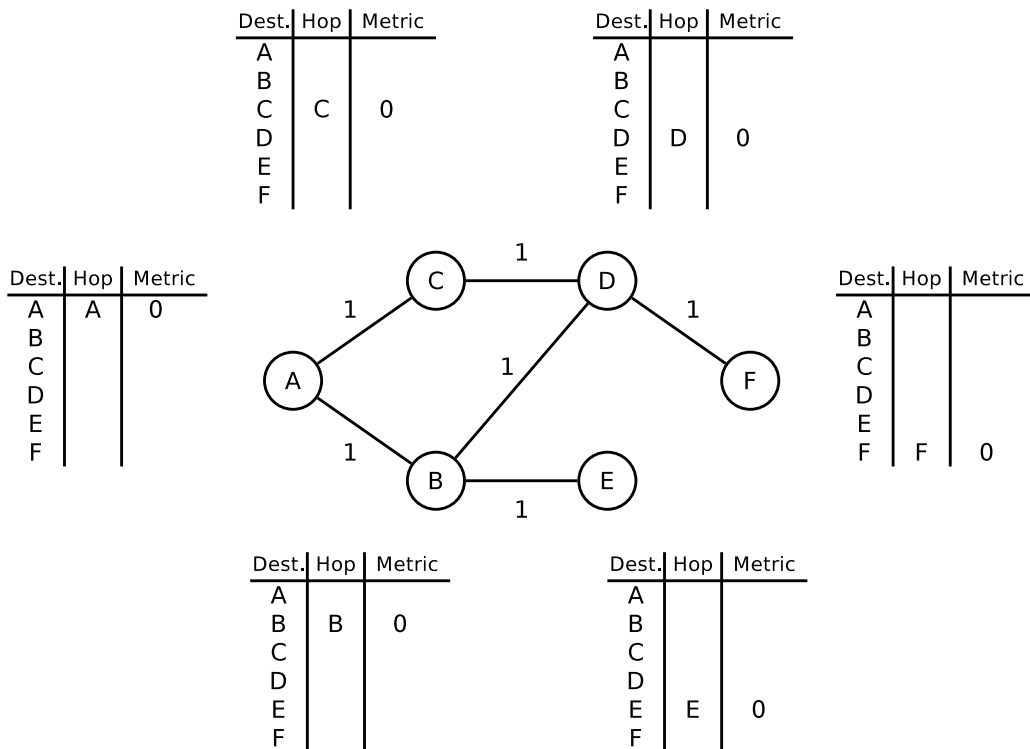 Dest. Hop Metric
A
B
C C 0
D
E
F
Dest. Hop Metric
A
B
C
D D 0
E
F
Dest. Hop Metric
A A 0
B
C
D
E
F
1
C
D
1
1
1
A
F
1
B
E
1
Dest. Hop Metric
A
B
C
D
E
F F 0
Dest. Hop Metric
A
B B 0
C
D
E
F
Dest. Hop Metric
A
B
C
D
E E 0
F